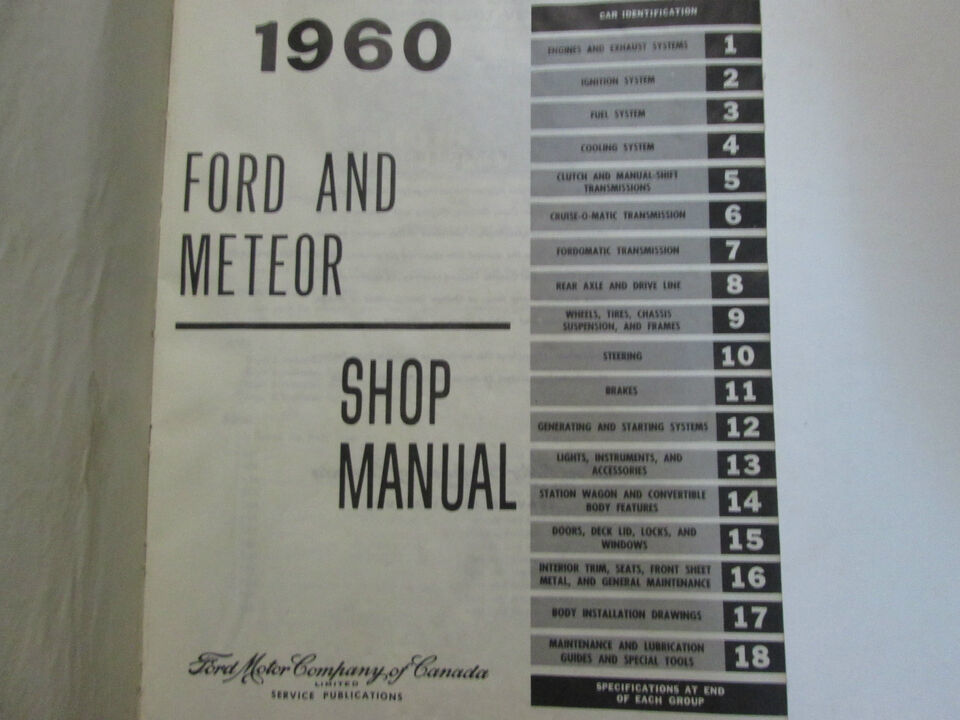 1960
FORD AND
METEOR
SHOP
MANUAL
Ford Motor Company of Canada
LIMITED
SERVICE PUBLICATIONS
CAR IDENTIFICATION
ENGINES AND EXHAUST SYSTEMS 1
IGNITION SYSTEM 2
FUEL SYSTEM 3
COOLING SYSTEM 4
CLUTCH AND MANUAL-SHIFT
TRANSMISSIONS 5
CRUISE-O-MATIC TRANSMISSION 6
FORDOMATIC TRANSMISSION 7
REAR AXLE AND DRIVE LINE 8
WHEELS, TIRES, CHASSIS
SUSPENSION, AND FRAMES 9
STEERING 10
BRAKES 11
GENERATING AND STARTING SYSTEMS 12
LIGHTS, INSTRUMENTS, AND
ACCESSORIES 13
STATION WAGON AND CONVERTIBLE
BODY FEATURES 14
DOORS, DECK LID, LOCKS, AND
WINDOWS 15
INTERIOR TRIM, SEATS, FRONT SHEET
METAL, AND GENERAL MAINTENANCE 16
BODY INSTALLATION DRAWINGS 17
MAINTENANCE AND LUBRICATION
GUIDES AND SPECIAL TOOLS 18
SPECIFICATIONS AT END
OF EACH GROUP